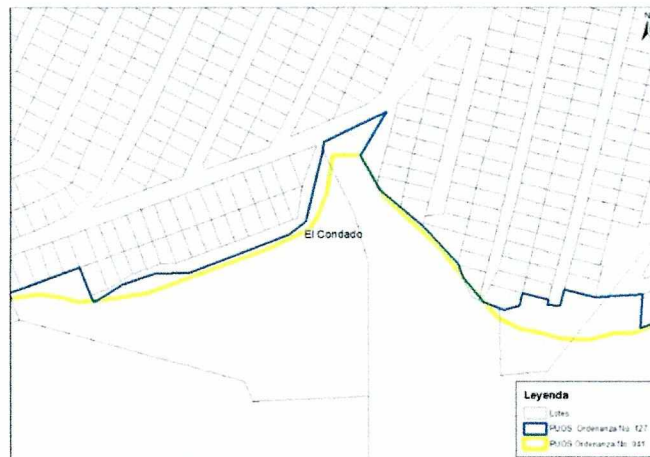 N
El Condado
Leyenda
Lotes
PUOS Ordenanza No. 127
PUOS Ordenanza No. 041